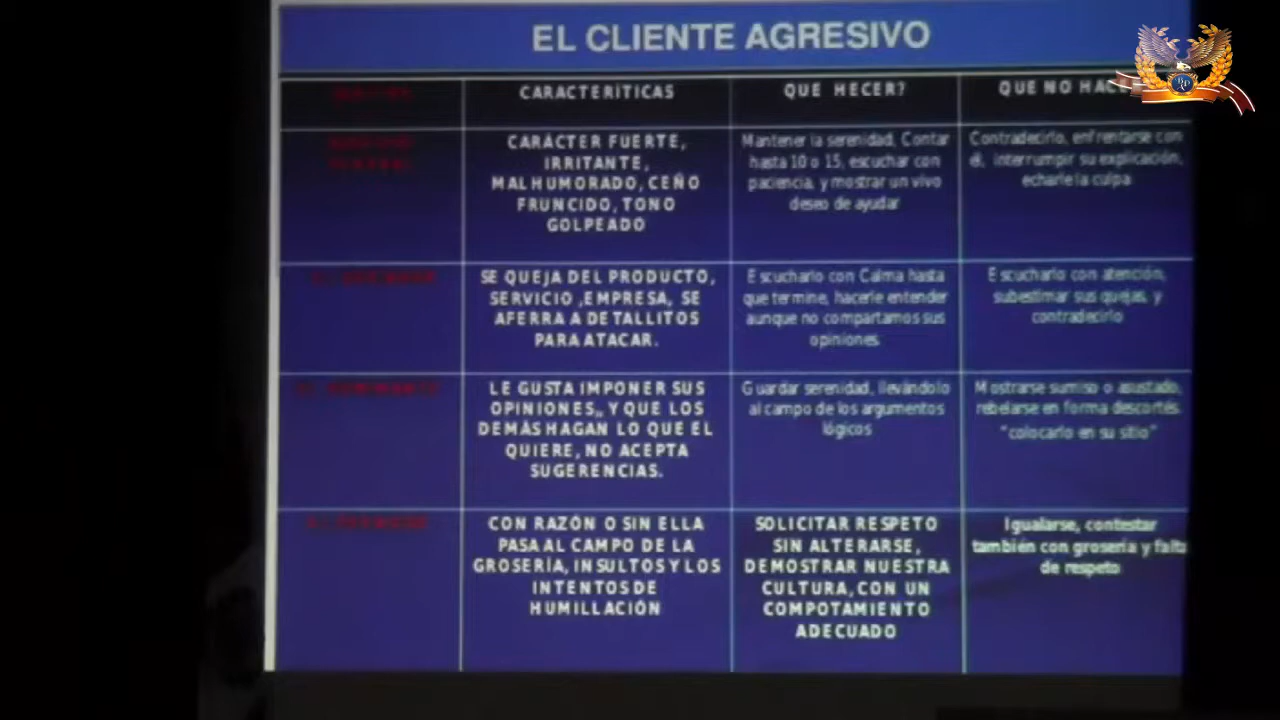 EL CLIENTE AGRESIVO
CARACTERÍTICAS
QUE HECER?
QUE NO
CARÁCTER FUERTE,
IRRITANTE,
MALHUMORADO, CEÑO
FRUNCIDO, TONO
GOLPEADO
Mantener la serenidad, Contar
hasta 10 o 15, escuchar con
paciencia, y mostrar un vivo
deseo de ayudar
Contradecirlo, enfrentarse con
él, interrumpir su explicación,
echarle la culpa
SE QUEJA DEL PRODUCTO,
SERVICIO ,EMPRESA, SE
AFERRA A DETALLITOS
PARA ATACAR.
Escucharlo con Calma hasta
que termine, hacerle entender
aunque no compartamos sus
opiniones
Escucharlo con atención,
subestimar sus quejas, y
contradecirlo
LE GUSTA IMPONER SUS
OPINIONES,, Y QUE LOS
DEMÁS HAGAN LO QUE EL
QUIERE, NO ACEPTA
SUGERENCIAS.
Guardar serenidad, llevándolo
al campo de los argumentos
lógicos
Mostrarse sumiso o asustado,
rebelarse en forma descortés.
"colocarlo en su sitio"
CON RAZÓN O SIN ELLA
PASA AL CAMPO DE LA
GROSERÍA, INSULTOS Y LOS
INTENTOS DE
HUMILLACIÓN
SOLICITAR RESPETO
SIN ALTERARSE,
DEMOSTRAR NUESTRA
CULTURA, CON UN
COMPOTAMIENTO
ADECUADO
Igualarse, contestar
también con grosería y falta
de respeto